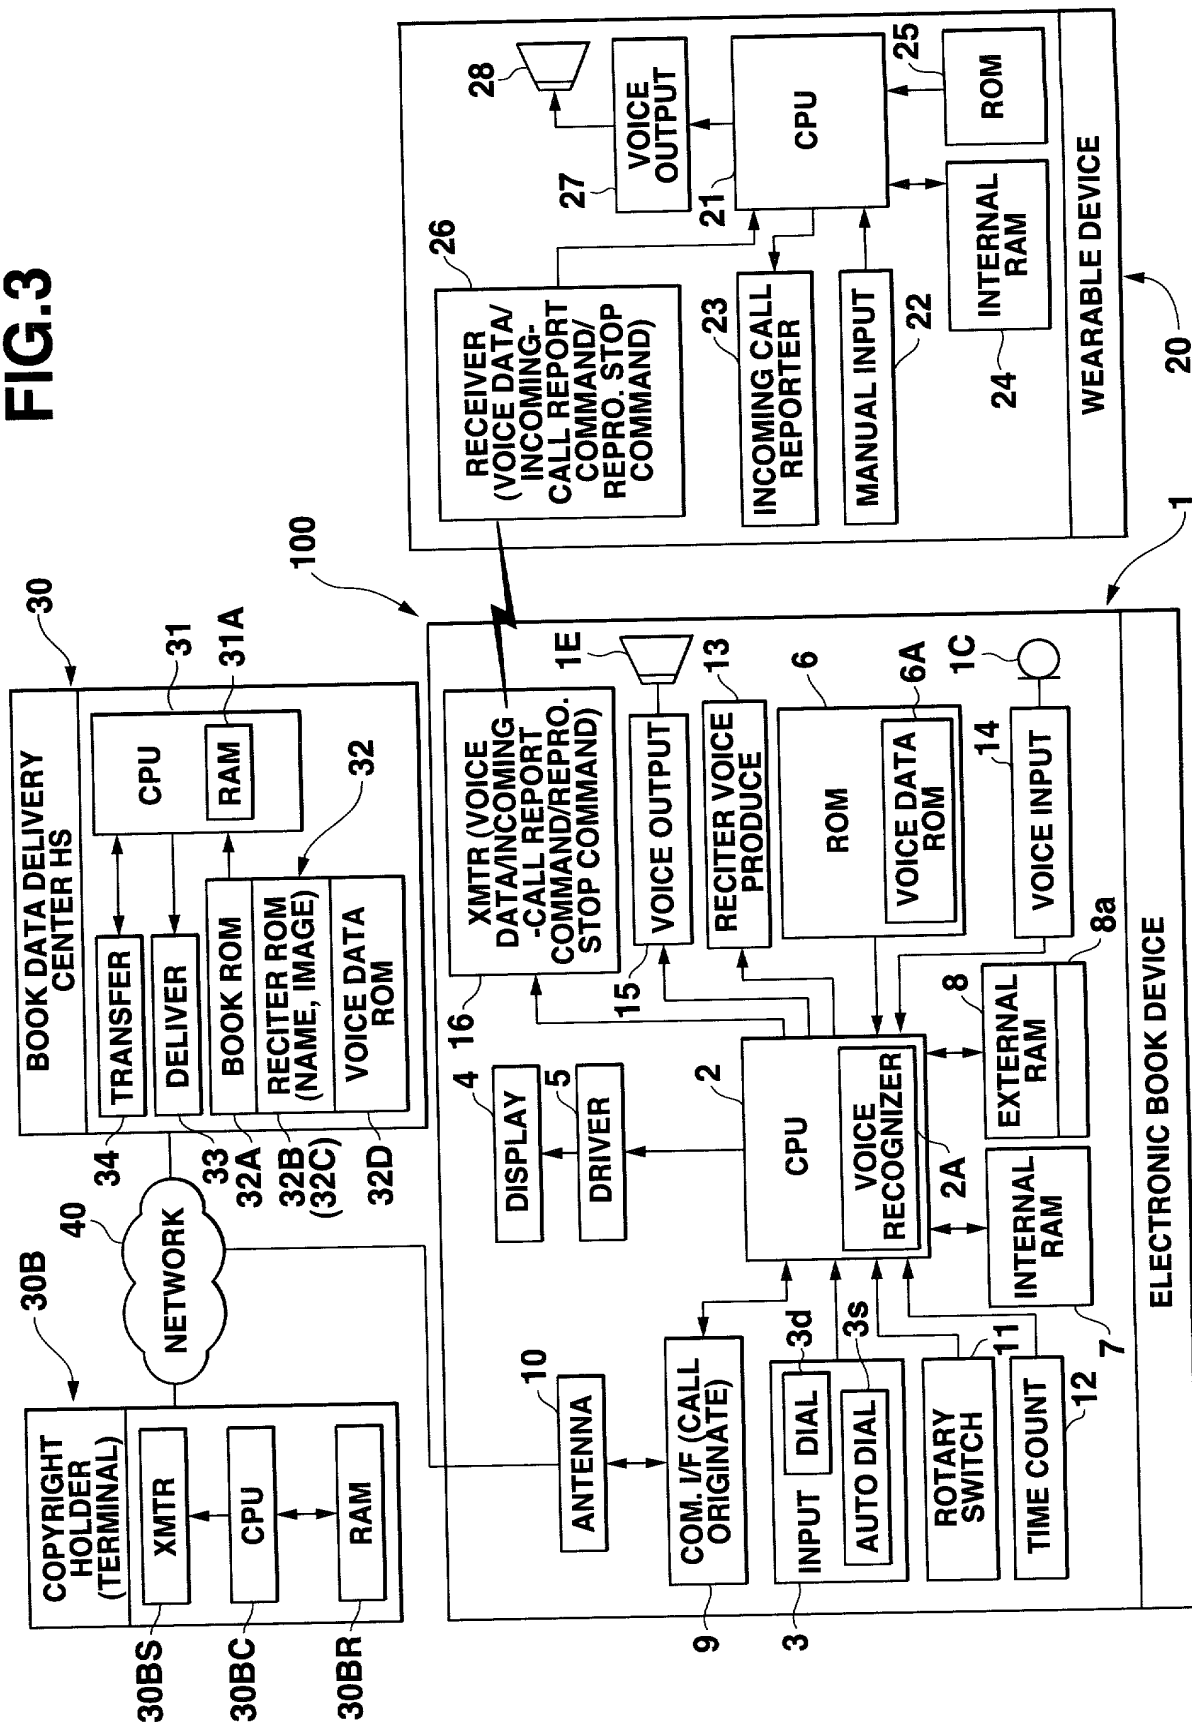 FIG.3
COPYRIGHT
HOLDER
(TERMINAL)
30B
XMTR
30BS
CPU
30BC
RAM
30BR
NETWORK
40
BOOK DATA DELIVERY
CENTER HS
30
CPU
31
RAM
31A
TRANSFER
34
DELIVER
33
BOOK ROM
32A
RECITER ROM
(NAME, IMAGE)
32B
(32C)
VOICE DATA
ROM
32D
32
100
ANTENNA
10
COM. I/F (CALL
ORIGINATE)
9
INPUT
3
DIAL
3d
AUTO DIAL
3s
ROTARY
SWITCH
11
TIME COUNT
12
DISPLAY
4
DRIVER
5
CPU
2
VOICE
RECOGNIZER
2A
INTERNAL
RAM
7
EXTERNAL
RAM
8
8a
XMTR (VOICE
DATA/INCOMING
-CALL REPORT
COMMAND/REPRO.
STOP COMMAND)
16
VOICE OUTPUT
15
1E
RECITER VOICE
PRODUCE
13
ROM
6
VOICE DATA
ROM
6A
VOICE INPUT
14
1C
ELECTRONIC BOOK DEVICE
1
RECEIVER
(VOICE DATA/
INCOMING-
CALL REPORT
COMMAND/
REPRO. STOP
COMMAND)
26
INCOMING CALL
REPORTER
23
MANUAL INPUT
22
28
VOICE
OUTPUT
27
CPU
21
INTERNAL
RAM
24
ROM
25
WEARABLE DEVICE
20